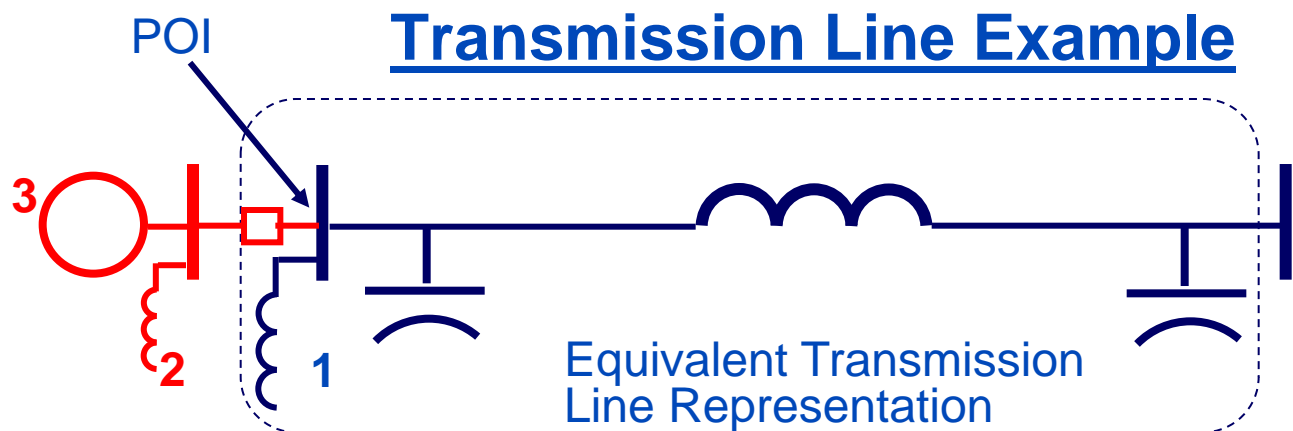 POI
Transmission Line Example
3
2
1
Equivalent Transmission
Line Representation